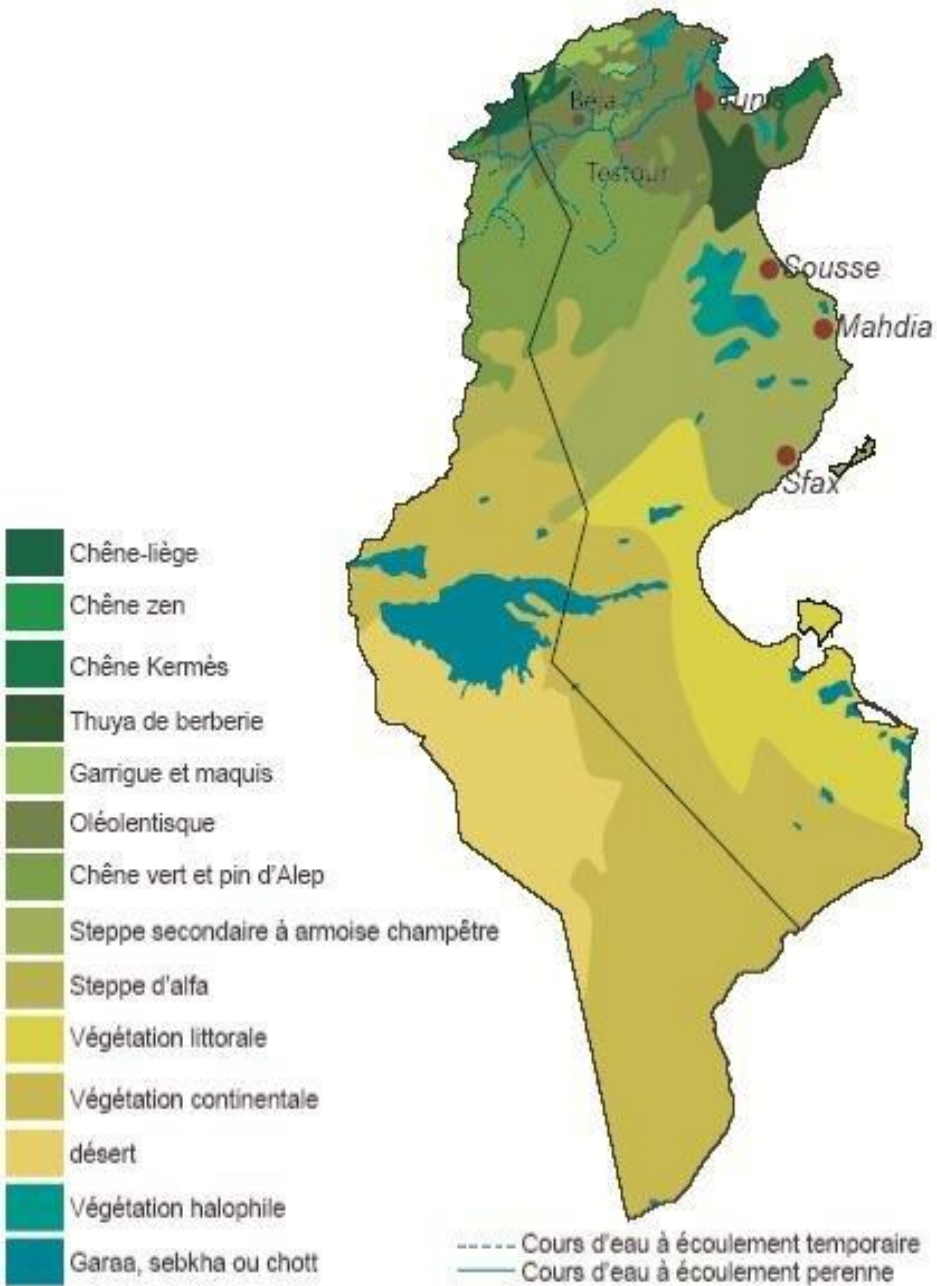 Béja
Tunis
Testour
Sousse
Mahdia
Sfax
Chêne-liège
Chêne zen
Chêne Kermès
Thuya de berberie
Garrigue et maquis
Oléolentisque
Chêne vert et pin d'Alep
Steppe secondaire à armoise champêtre
Steppe d'alfa
Végétation littorale
Végétation continentale
désert
Végétation halophile
Garaa, sebkha ou chott
Cours d'eau à écoulement temporaire
Cours d'eau à écoulement perenne